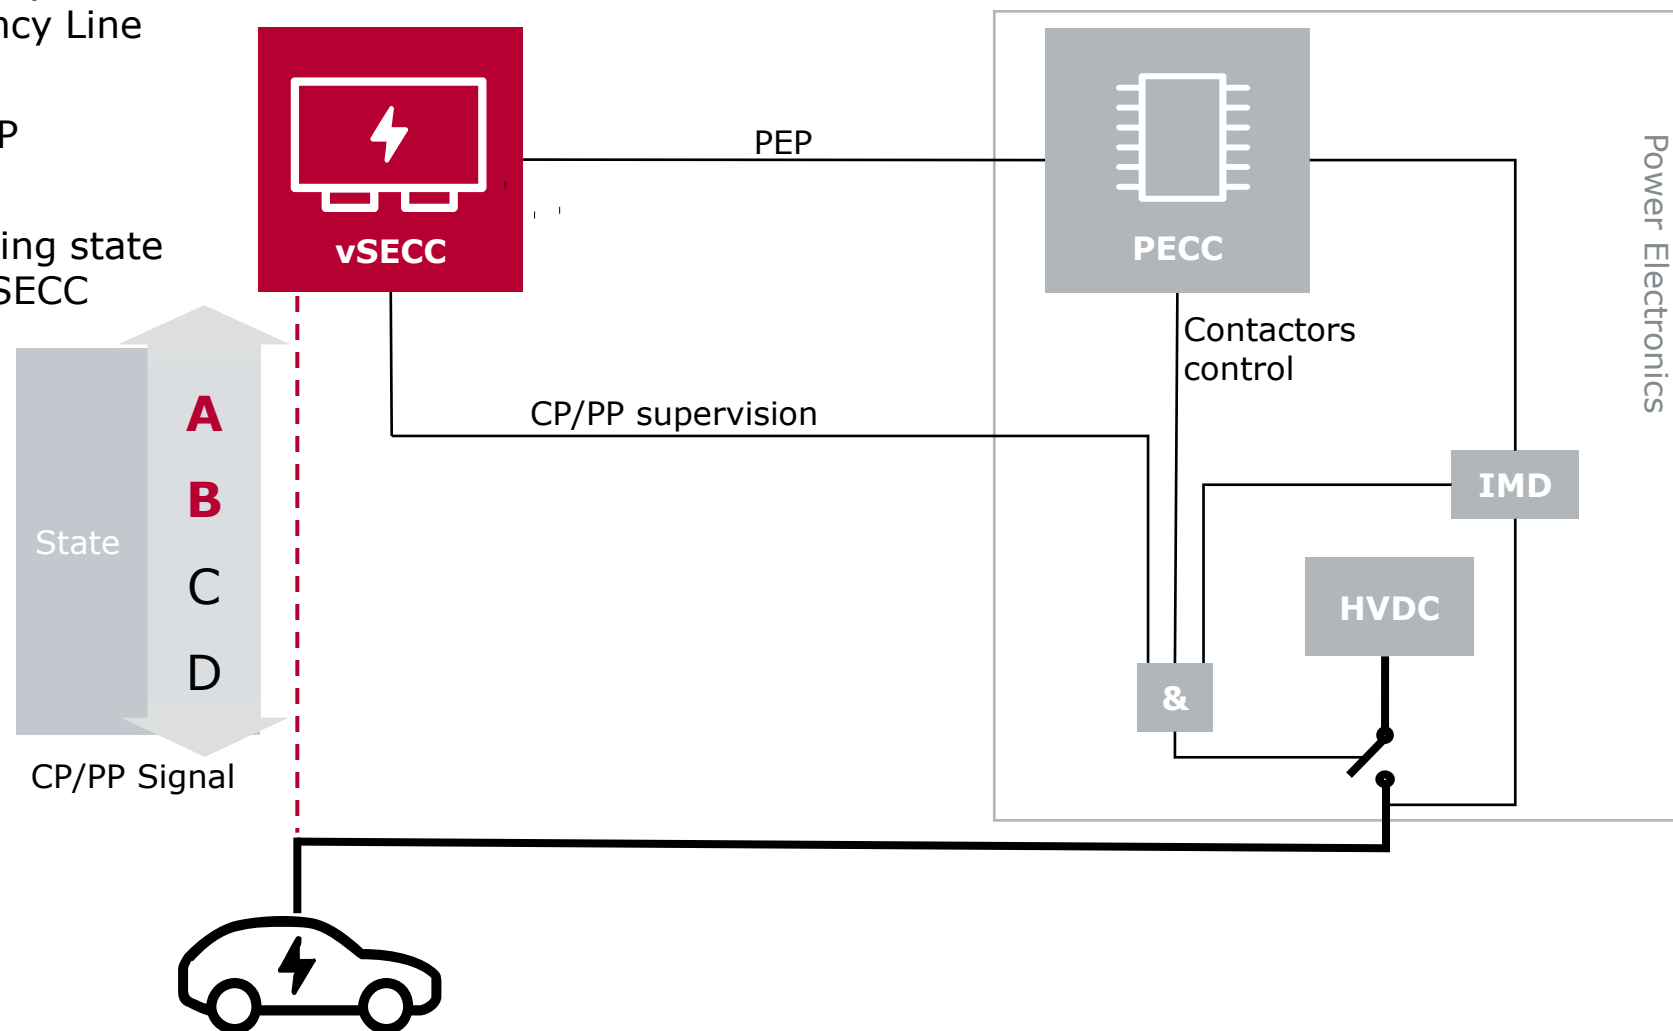 ncy Line
P
ing state
SECC
vSECC
PEP
PECC
Power Electronics
Contactors
control
CP/PP supervision
A
B
C
D
State
IMD
HVDC
&
CP/PP Signal